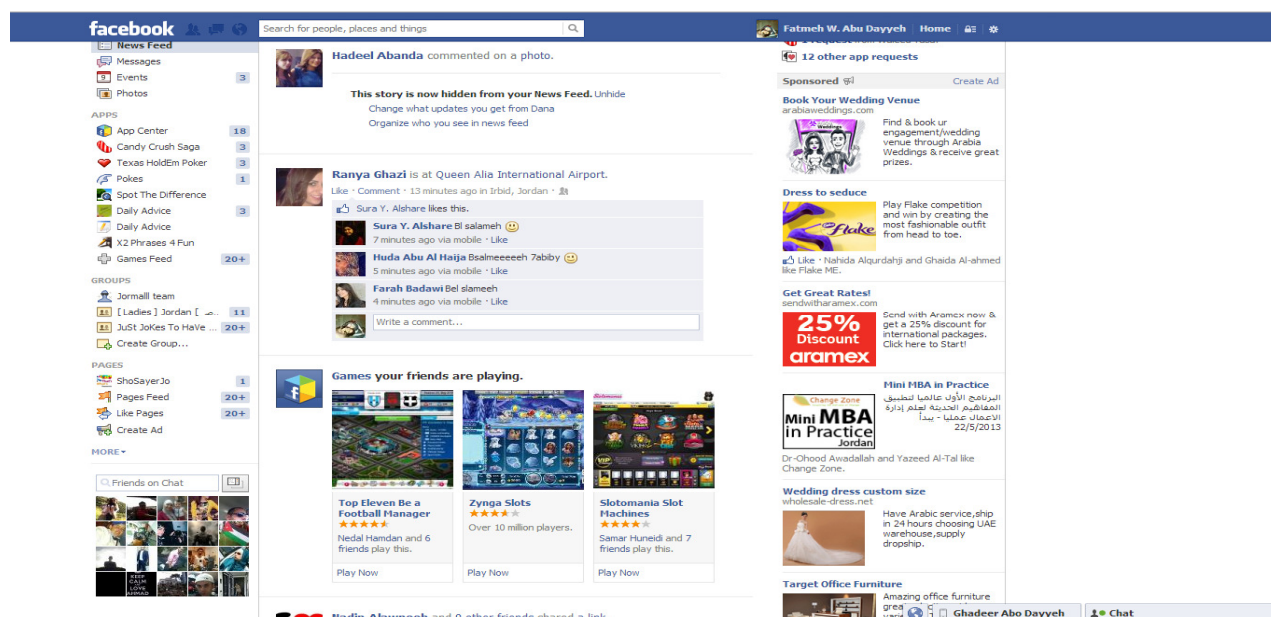 facebook
Search for people, places and things
Fatmeh W. Abu Dayyeh
Home
News Feed
Messages
Events 3
Photos
APPS
App Center 18
Candy Crush Saga 3
Texas HoldEm Poker 3
Pokes 1
Spot The Difference
Daily Advice 3
Daily Advice
X2 Phrases 4 Fun
Games Feed 20+
GROUPS
Jormalll team
[ Ladies ] Jordan [ 11
JuSt JoKes To HaVe ... 20+
Create Group...
PAGES
ShoSayerJo 1
Pages Feed 20+
Like Pages 20+
Create Ad
MORE
Friends on Chat
KEEP
CALM
LOVE
AHMAD
Hadeel Abanda commented on a photo.
This story is now hidden from your News Feed. Unhide
Change what updates you get from Dana
Organize who you see in news feed
Ranya Ghazi is at Queen Alia International Airport.
Like · Comment · 13 minutes ago in Irbid, Jordan ·
Sura Y. Alshare likes this.
Sura Y. Alshare Bl salameh
7 minutes ago via mobile · Like
Huda Abu Al Haija Bsalmeeeeeh 7abiby
5 minutes ago via mobile · Like
Farah Badawi Bel slameeh
4 minutes ago via mobile · Like
Write a comment...
Games your friends are playing.
Top Eleven Be a
Football Manager
Nedal Hamdan and 6
friends play this.
Play Now
Zynga Slots
Over 10 million players.
Play Now
Slotomania Slot
Machines
Samar Huneidi and 7
friends play this.
Play Now
Nadin Alawneeh and 9 other friends shared a link.
1 request from
12 other app requests
Sponsored
Create Ad
Book Your Wedding Venue
arabiaweddings.com
Find & book ur
engagement/wedding
venue through Arabia
Weddings & receive great
prizes.
Dress to seduce
Flake
Play Flake competition
and win by creating the
most fashionable outfit
from head to toe.
Like · Nahida Alqurdahji and Ghaida Al-ahmed
like Flake ME.
Get Great Rates!
sendwitharamex.com
25%
Discount
aramex
Send with Aramex now &
get a 25% discount for
international packages.
Click here to Start!
Mini MBA in Practice
Change Zone
Mini MBA
in Practice
Jordan
البرنامج الأول عالميا لتطبيق
المفاهيم الحديثة لعلم إدارة
الاعمال عمليا - يبدأ
22/5/2013
Dr-Ohood Awadallah and Yazeed Al-Tal like
Change Zone.
Wedding dress custom size
wholesale-dress.net
Have Arabic service,ship
in 24 hours choosing UAE
warehouse,supply
dropship.
Target Office Furniture
Amazing office furniture
Ghadeer Abo Dayyeh
Chat